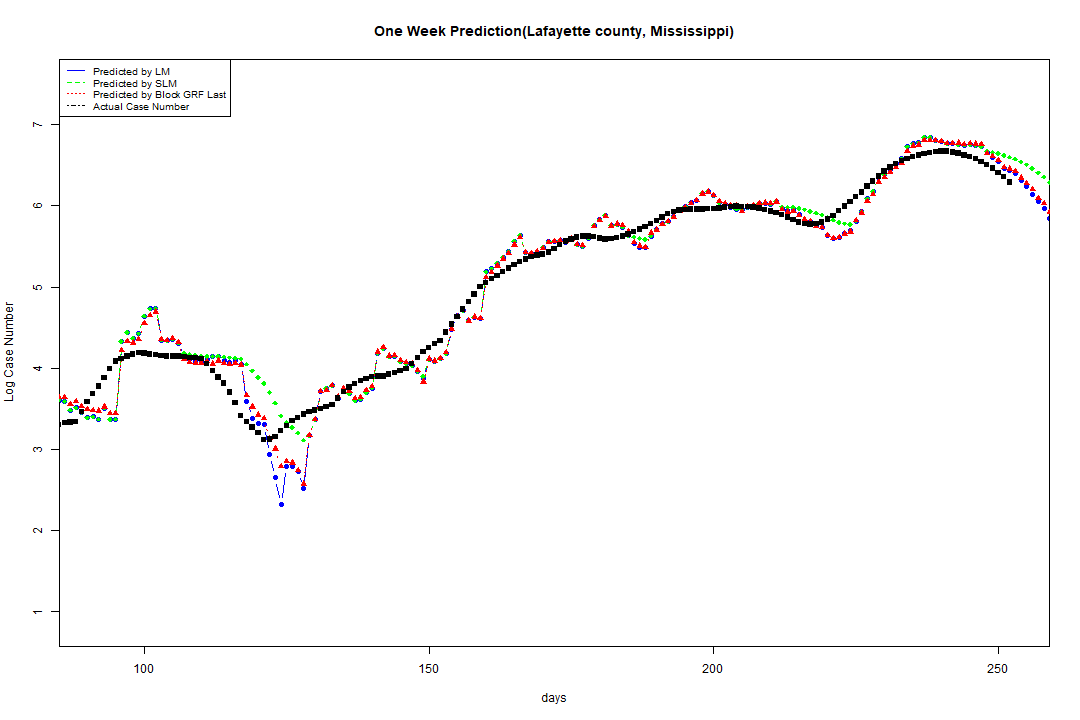 One Week Prediction(Lafayette county, Mississippi)
Predicted by LM
Predicted by SLM
Predicted by Block GRF Last
Actual Case Number
7
6
5
4
3
2
1
Log Case Number
100 150 200 250
days